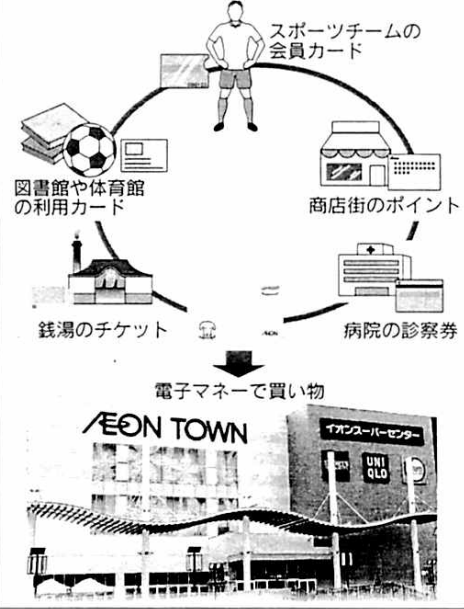 スポーツチームの
会員カード
図書館や体育館
の利用カード
商店街のポイント
銭湯のチケット
病院の診察券
電子マネーで買い物
ÆON TOWN
イオンスーパーセンター
UNI
QLO